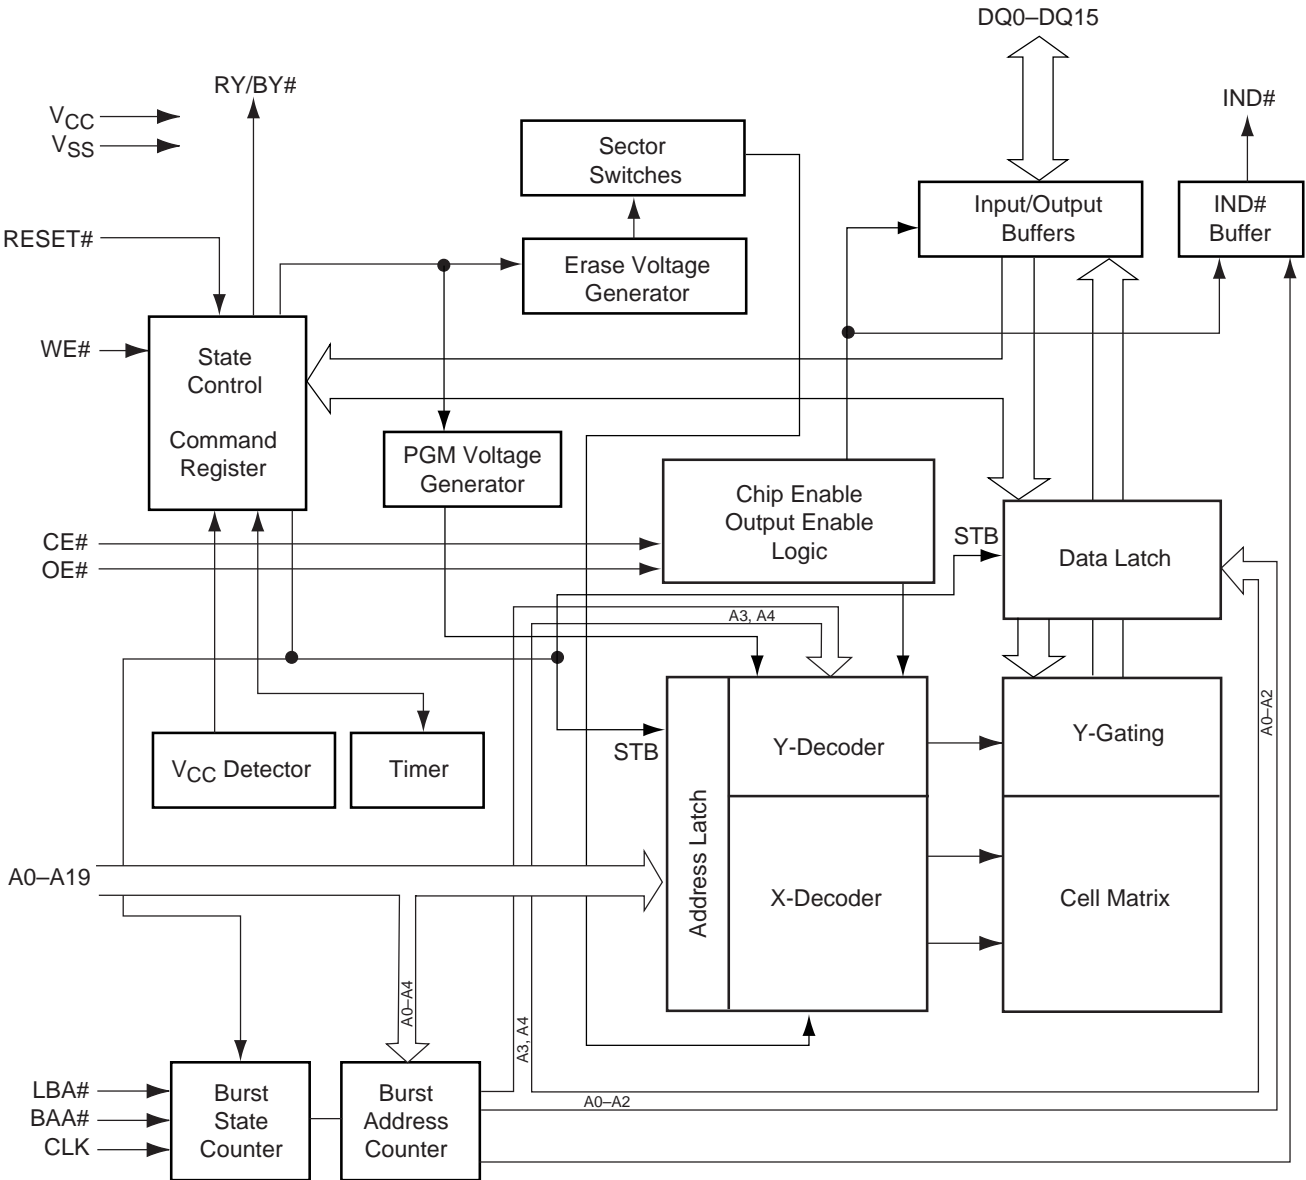 DQ0–DQ15
RY/BY#
IND#
VCC
VSS
Sector
Switches
Input/Output
Buffers
IND#
Buffer
RESET#
Erase Voltage
Generator
WE#
State
Control
Command
Register
PGM Voltage
Generator
Chip Enable
Output Enable
Logic
CE#
OE#
STB
Data Latch
A3, A4
A0–A2
STB
Y-Decoder
Y-Gating
VCC Detector
Timer
Address Latch
A0–A19
X-Decoder
Cell Matrix
A0–A4
A3, A4
LBA#
BAA#
CLK
Burst
State
Counter
Burst
Address
Counter
A0–A2